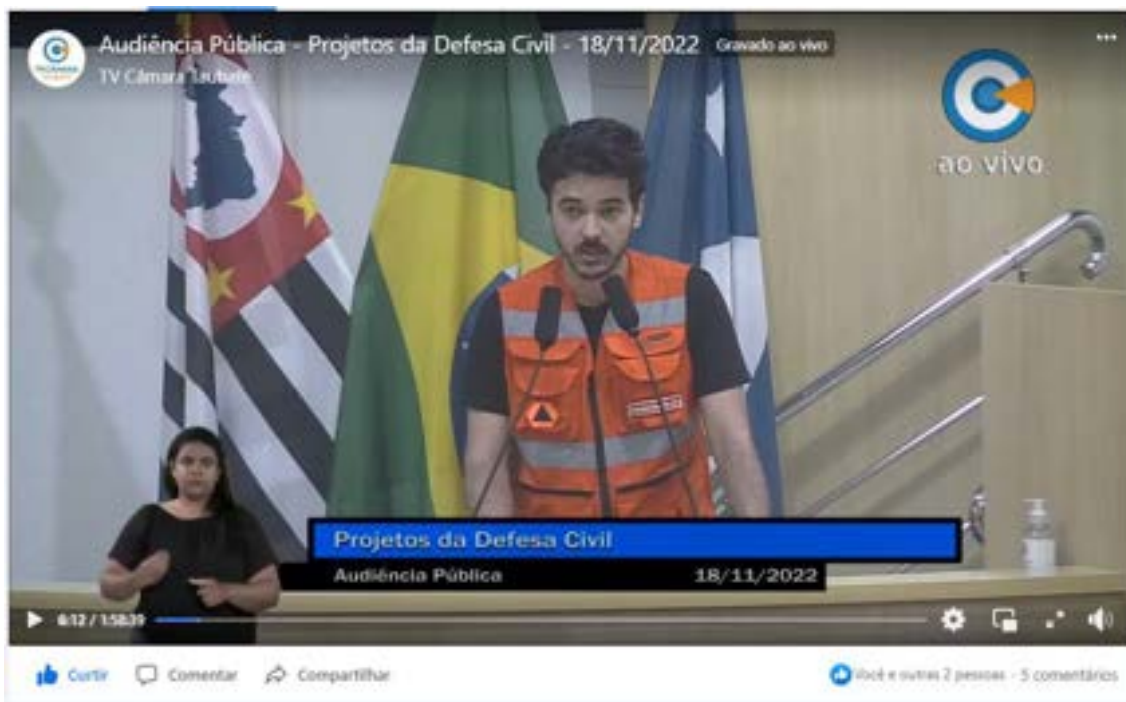 Audiência Pública - Projetos da Defesa Civil - 18/11/2022 Gravado ao vivo
TV Câmara Taubaté
ao vivo
Projetos da Defesa Civil
Audiência Pública 18/11/2022
6:12 / 1:58:39
Curtir Comentar Compartilhar
Você e outras 2 pessoas · 5 comentários